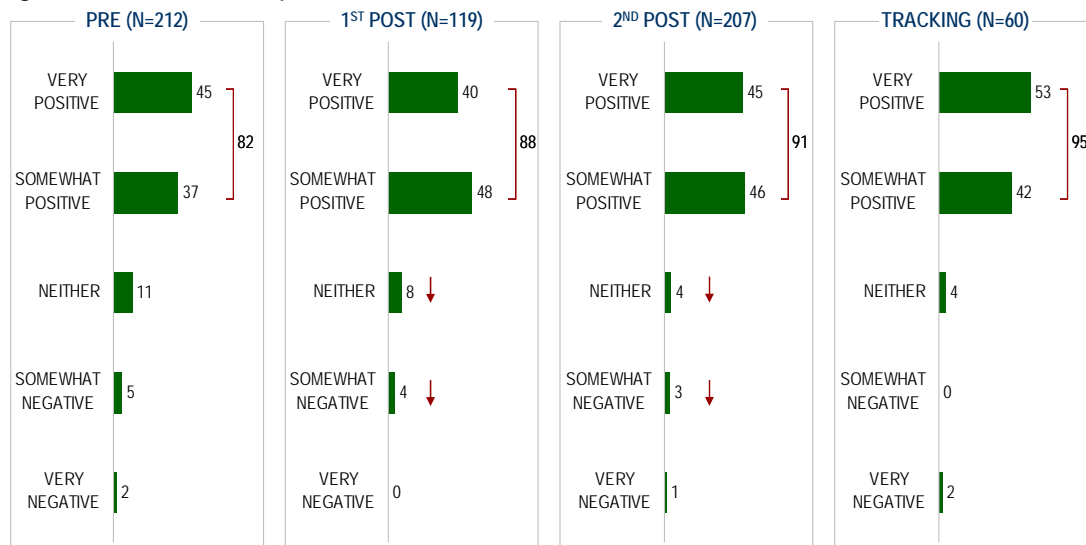 PRE (N=212)
VERY
POSITIVE
45
82
SOMEWHAT
POSITIVE
37
NEITHER
11
SOMEWHAT
NEGATIVE
5
VERY
NEGATIVE
2
1ST POST (N=119)
VERY
POSITIVE
40
88
SOMEWHAT
POSITIVE
48
NEITHER
8
SOMEWHAT
NEGATIVE
4
VERY
NEGATIVE
0
2ND POST (N=207)
VERY
POSITIVE
45
91
SOMEWHAT
POSITIVE
46
NEITHER
4
SOMEWHAT
NEGATIVE
3
VERY
NEGATIVE
1
TRACKING (N=60)
VERY
POSITIVE
53
95
SOMEWHAT
POSITIVE
42
NEITHER
4
SOMEWHAT
NEGATIVE
0
VERY
NEGATIVE
2